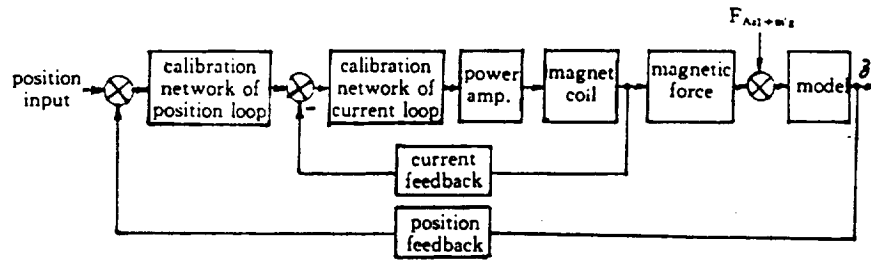 position
input
calibration
network of
position loop
-
calibration
network of
current loop
power
amp.
magnet
coil
magnetic
force
model
current
feedback
position
feedback